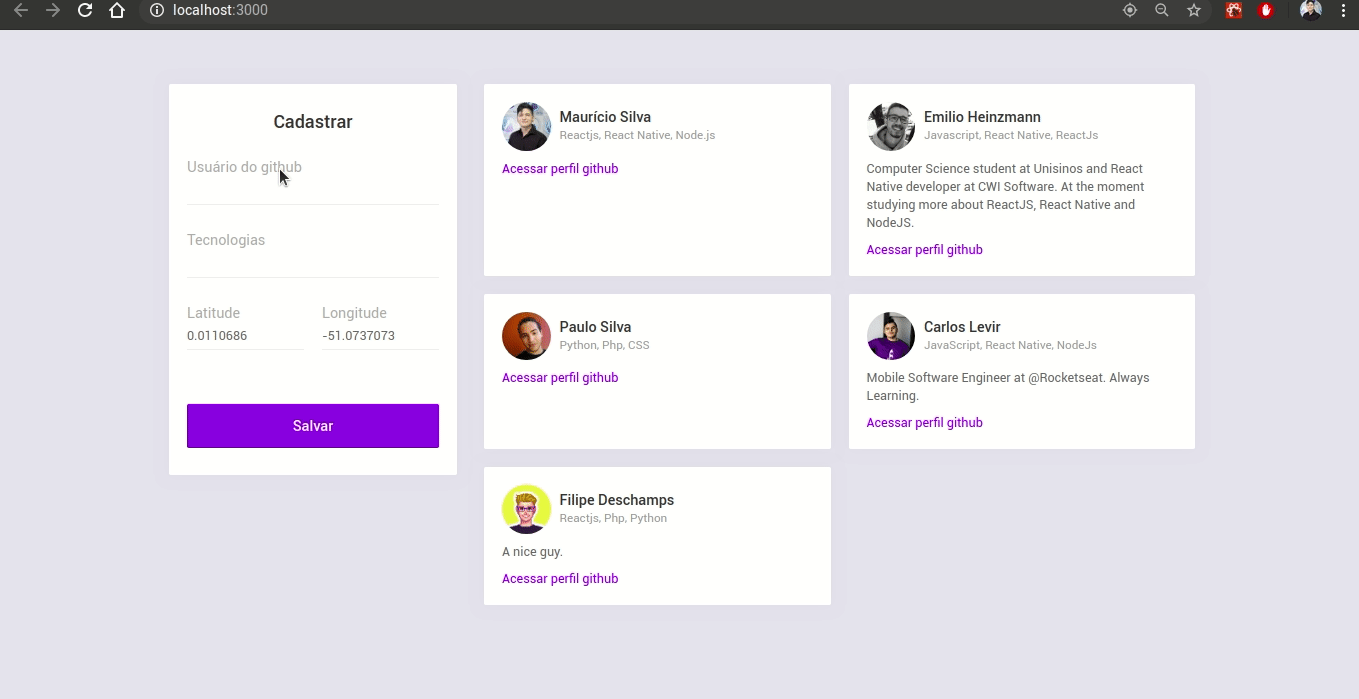 localhost:3000
Cadastrar
Usuário do github
Tecnologias
Latitude
Longitude
0.0110686
-51.0737073
Salvar
Maurício Silva
Reactjs, React Native, Node.js
Acessar perfil github
Emilio Heinzmann
Javascript, React Native, ReactJs
Computer Science student at Unisinos and React
Native developer at CWI Software. At the moment
studying more about ReactJS, React Native and
NodeJS.
Acessar perfil github
Paulo Silva
Python, Php, CSS
Acessar perfil github
Carlos Levir
JavaScript, React Native, NodeJs
Mobile Software Engineer at @Rocketseat. Always
Learning.
Acessar perfil github
Filipe Deschamps
Reactjs, Php, Python
A nice guy.
Acessar perfil github